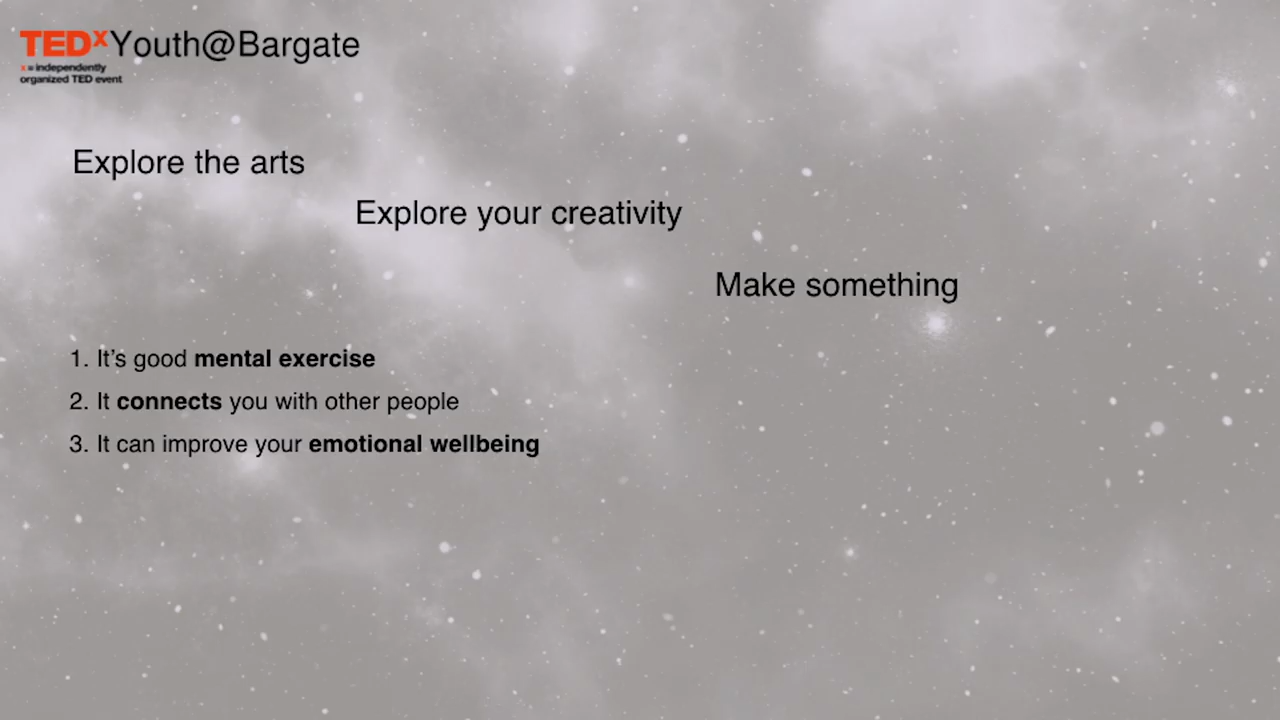 TEDxYouth@Bargate
x = independently
organized TED event
Explore the arts
Explore your creativity
Make something
1. It’s good mental exercise
2. It connects you with other people
3. It can improve your emotional wellbeing